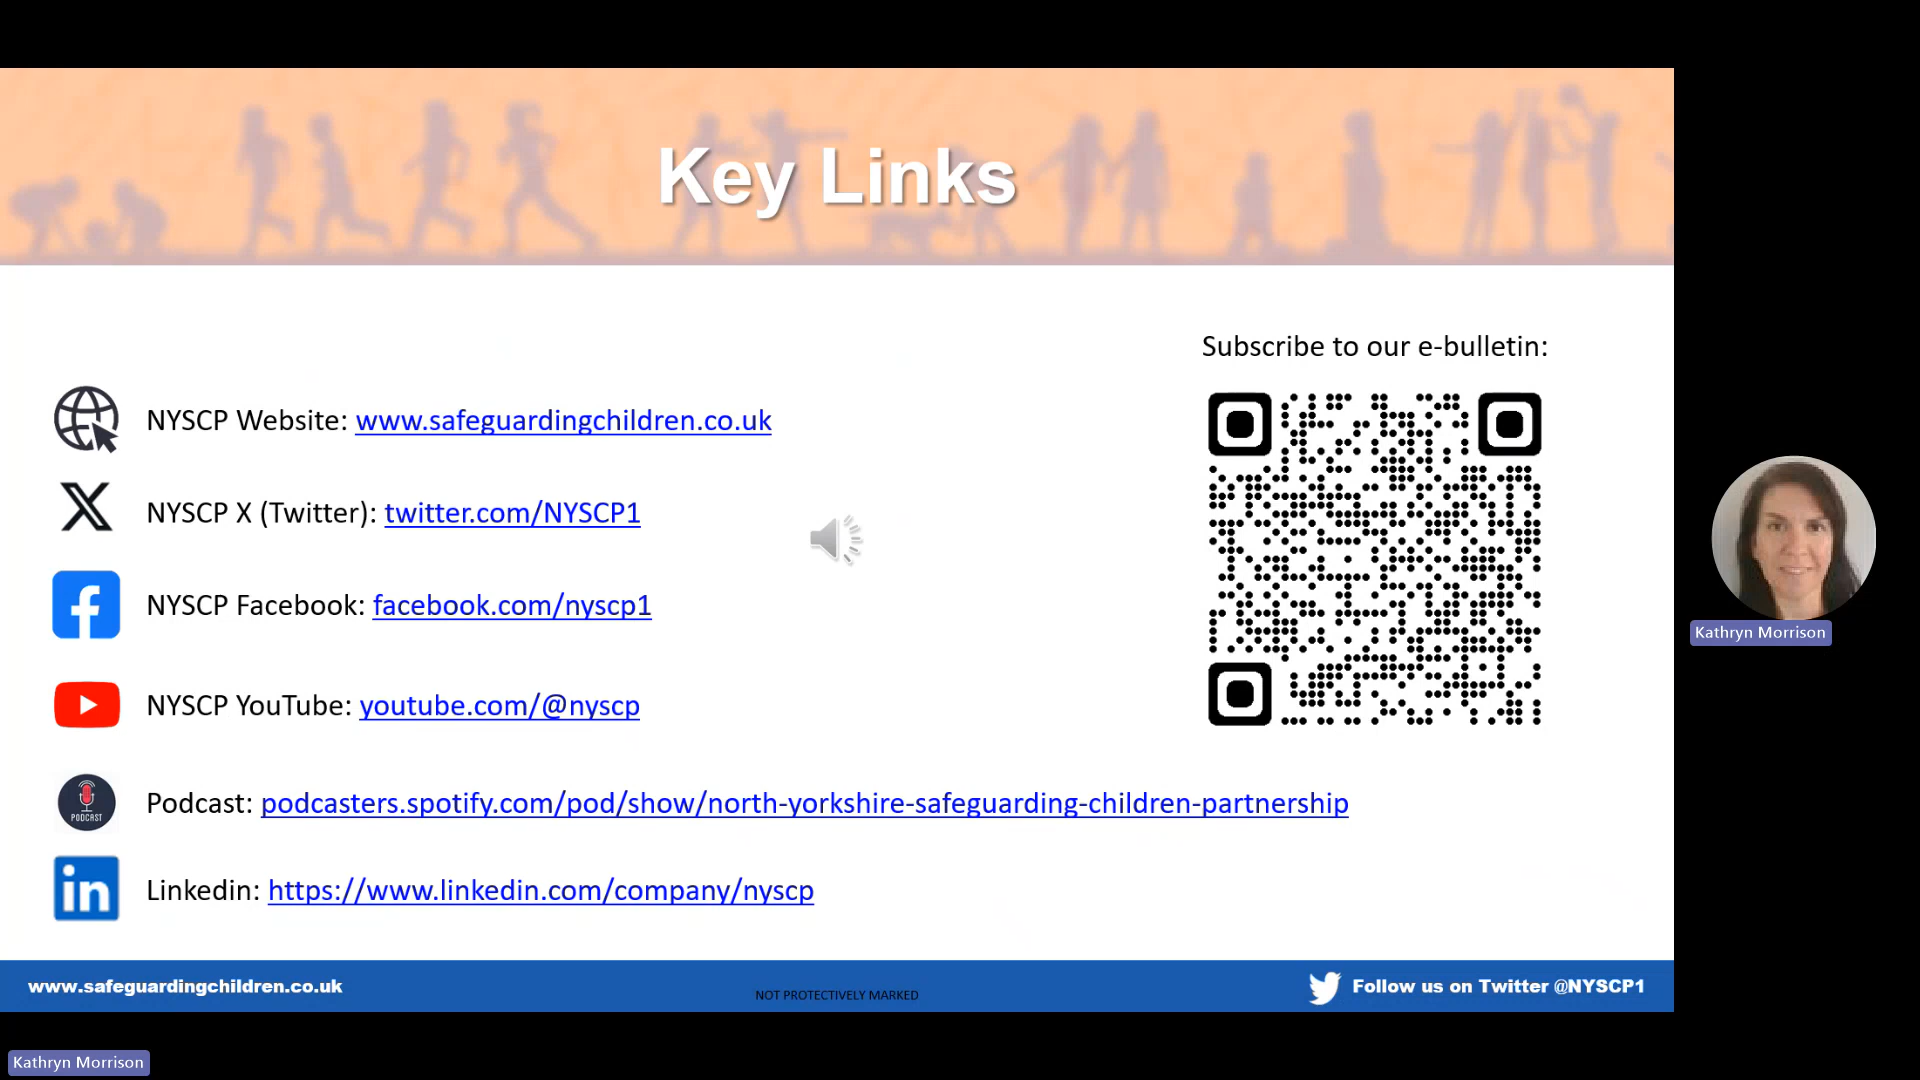 Key Links
Subscribe to our e-bulletin:
NYSCP Website: www.safeguardingchildren.co.uk
NYSCP X (Twitter): twitter.com/NYSCP1
NYSCP Facebook: facebook.com/nyscp1
NYSCP YouTube: youtube.com/@nyscp
PODCAST
Podcast: podcasters.spotify.com/pod/show/north-yorkshire-safeguarding-children-partnership
in
Linkedin: https://www.linkedin.com/company/nyscp
www.safeguardingchildren.co.uk
NOT PROTECTIVELY MARKED
Follow us on Twitter @NYSCP1
Kathryn Morrison
Kathryn Morrison